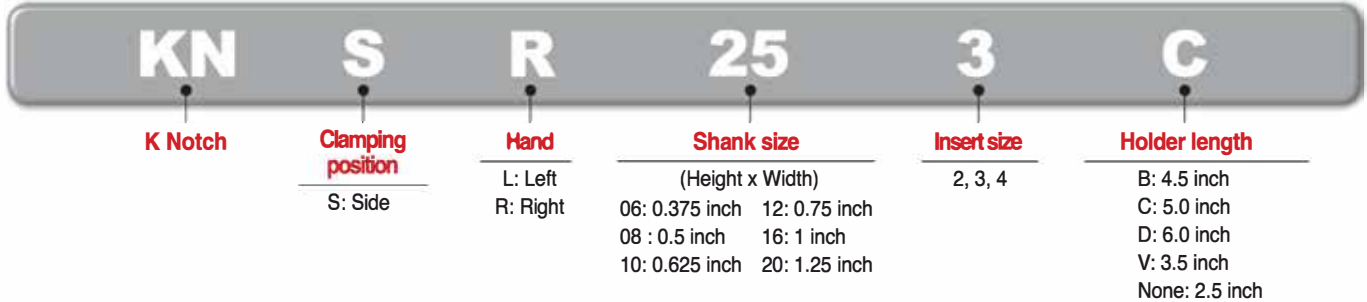 KN S R 25 3 C
K Notch
Clamping
position
S: Side
Hand
L: Left
R: Right
Shank size
(Height x Width)
06: 0.375 inch 12: 0.75 inch
08 : 0.5 inch 16: 1 inch
10: 0.625 inch 20: 1.25 inch
Insert size
2, 3, 4
Holder length
B: 4.5 inch
C: 5.0 inch
D: 6.0 inch
V: 3.5 inch
None: 2.5 inch